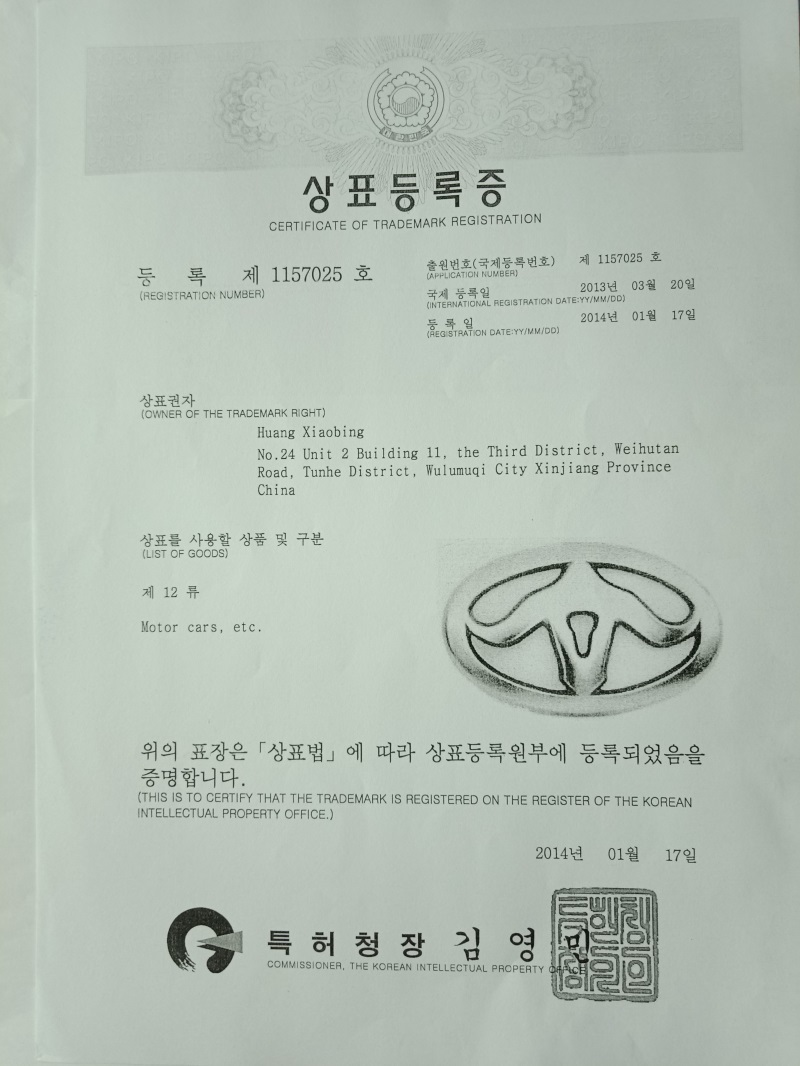 상표등록증
CERTIFICATE OF TRADEMARK REGISTRATION
등 록 제 1157025 호
(REGISTRATION NUMBER)
출원번호(국제등록번호) 제 1157025 호
(APPLICATION NUMBER)
국제 등록일 2013년 03월 20일
(INTERNATIONAL REGISTRATION DATE:YY/MM/DD)
등 록 일 2014년 01월 17일
(REGISTRATION DATE:YY/MM/DD)
상표권자
(OWNER OF THE TRADEMARK RIGHT)
Huang Xiaobing
No.24 Unit 2 Building 11, the Third District, Weihutan
Road, Tunhe District, Wulumuqi City Xinjiang Province
China
상표를 사용할 상품 및 구분
(LIST OF GOODS)
제 12 류
Motor cars, etc.
위의 표장은「상표법」에 따라 상표등록원부에 등록되었음을
증명합니다.
(THIS IS TO CERTIFY THAT THE TRADEMARK IS REGISTERED ON THE REGISTER OF THE KOREAN
INTELLECTUAL PROPERTY OFFICE.)
2014년 01월 17일
특허청장 김영민
COMMISSIONER, THE KOREAN INTELLECTUAL PROPERTY OFFICE